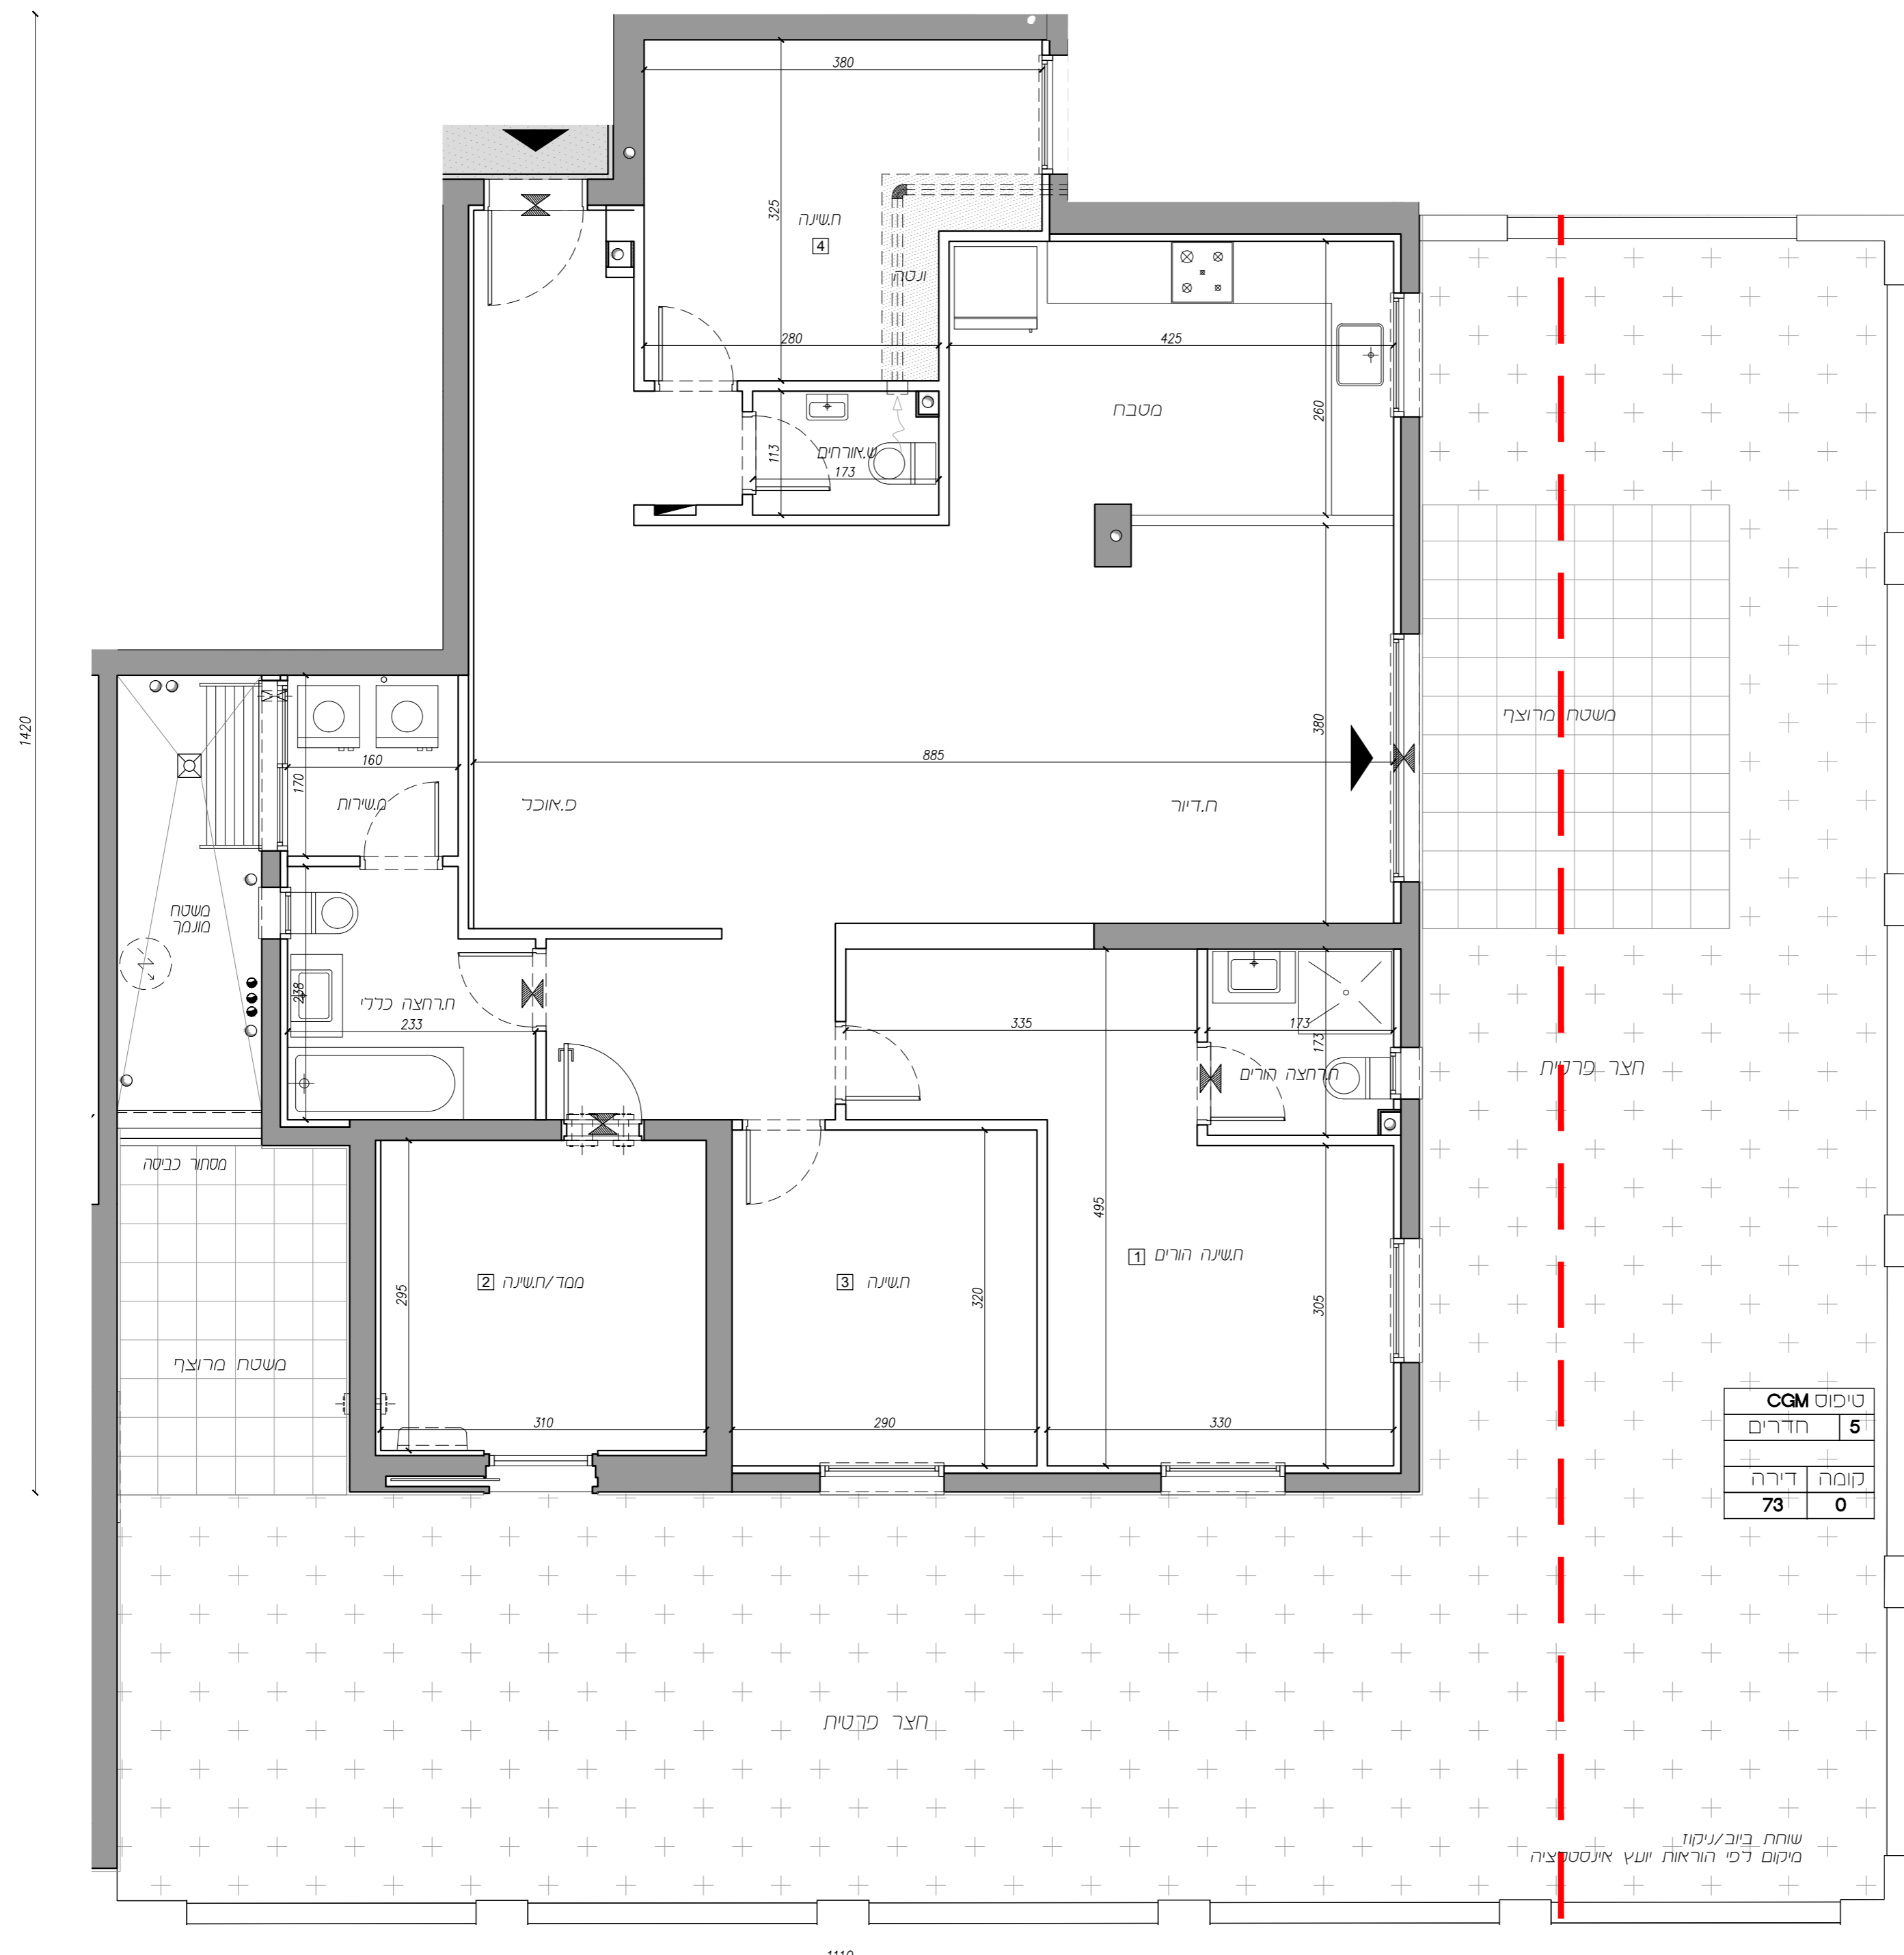 380
325
ח.שינה
4
ונטה
280
425
מטבח
260
113
ש.אורחים
173
1420
380
משטח מרוצף
160
170
885
מ.שירות
פ.אוכל
ח.דיור
משטח
מונמך
238
ח.רחצה כללי
233
335
173
173
ח.רחצה הורים
חצר פרטית
מסתור כביסה
495
1 ח.שינה הורים
2 ממד/ח.שינה
3 ח.שינה
295
320
305
משטח מרוצף
310
290
330
טיפוס CGM
5 חדרים
קומה דירה
0 73
חצר פרטית
שוחת ביוב/ניקוז
מיקום לפי הוראות יועץ אינסטלציה